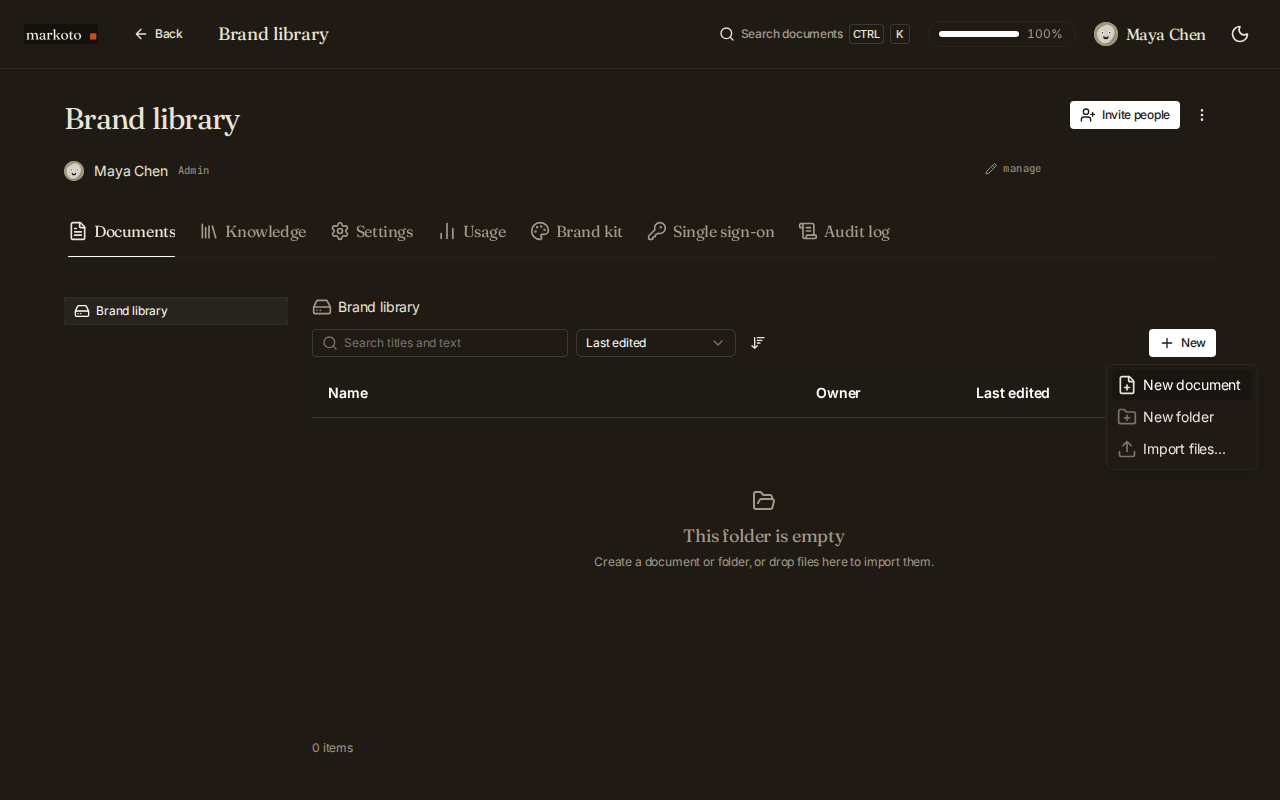 markoto
Back
Brand library
Search documents CTRL K
100%
Maya Chen
Brand library
Invite people
Maya Chen Admin
manage
Documents
Knowledge
Settings
Usage
Brand kit
Single sign-on
Audit log
Brand library
Brand library
Search titles and text
Last edited
New
Name
Owner
Last edited
New document
New folder
Import files...
This folder is empty
Create a document or folder, or drop files here to import them.
0 items